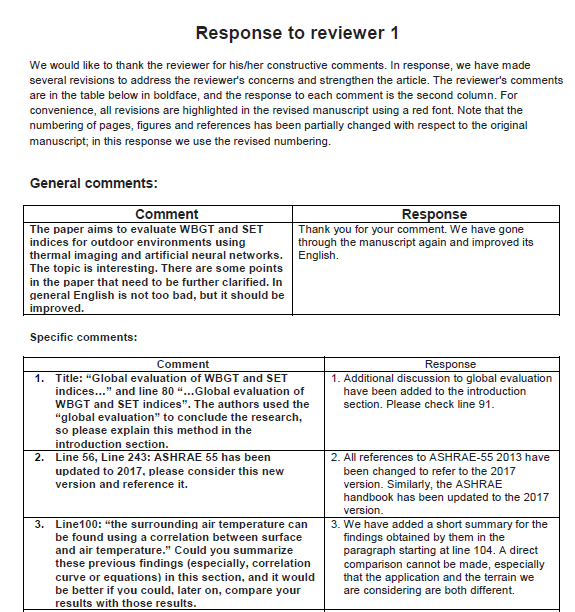 Response to reviewer 1
We would like to thank the reviewer for his/her constructive comments. In response, we have made
several revisions to address the reviewer's concerns and strengthen the article. The reviewer's comments
are in the table below in boldface, and the response to each comment is the second column. For
convenience, all revisions are highlighted in the revised manuscript using a red font. Note that the
numbering of pages, figures and references has been partially changed with respect to the original
manuscript; in this response we use the revised numbering.
General comments:
Comment
Response
The paper aims to evaluate WBGT and SET
indices for outdoor environments using
thermal imaging and artificial neural networks.
The topic is interesting. There are some points
in the paper that need to be further clarified. In
general English is not too bad, but it should be
improved.
Thank you for your comment. We have gone
through the manuscript again and improved its
English.
Specific comments:
Comment
Response
1. Title: “Global evaluation of WBGT and SET
indices…” and line 80 “…Global evaluation of
WBGT and SET indices”. The authors used the
“global evaluation” to conclude the research,
so please explain this method in the
introduction section.
1. Additional discussion to global evaluation
have been added to the introduction
section. Please check line 91.
2. Line 56, Line 243: ASHRAE 55 has been
updated to 2017, please consider this new
version and reference it.
2. All references to ASHRAE-55 2013 have
been changed to refer to the 2017
version. Similarly, the ASHRAE
handbook has been updated to the 2017
version.
3. Line100: “the surrounding air temperature can
be found using a correlation between surface
and air temperature.” Could you summarize
these previous findings (especially, correlation
curve or equations) in this section, and it would
be better if you could, later on, compare your
results with those results.
3. We have added a short summary for the
findings obtained by them in the
paragraph starting at line 104. A direct
comparison cannot be made, especially
that the application and the terrain we
are considering are both different.